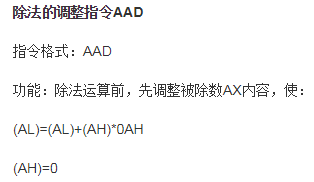 除法的调整指令AAD
指令格式：AAD
功能：除法运算前，先调整被除数AX内容，使：
(AL)=(AL)+(AH)*0AH
(AH)=0